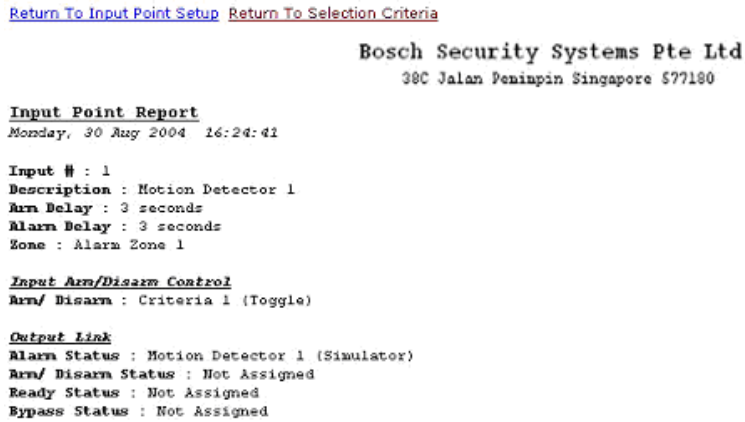 Return To Input Point Setup Return To Selection Criteria
Bosch Security Systems Pte Ltd
38C Jalan Pemimpin Singapore 577180
Input Point Report
Monday, 30 Aug 2004 16:24:41
Input # : 1
Description : Motion Detector 1
Arm Delay : 3 seconds
Alarm Delay : 3 seconds
Zone : Alarm Zone 1
Input Arm/Disarm Control
Arm/ Disarm : Criteria 1 (Toggle)
Output Link
Alarm Status : Motion Detector 1 (Simulator)
Arm/ Disarm Status : Not Assigned
Ready Status : Not Assigned
Bypass Status : Not Assigned